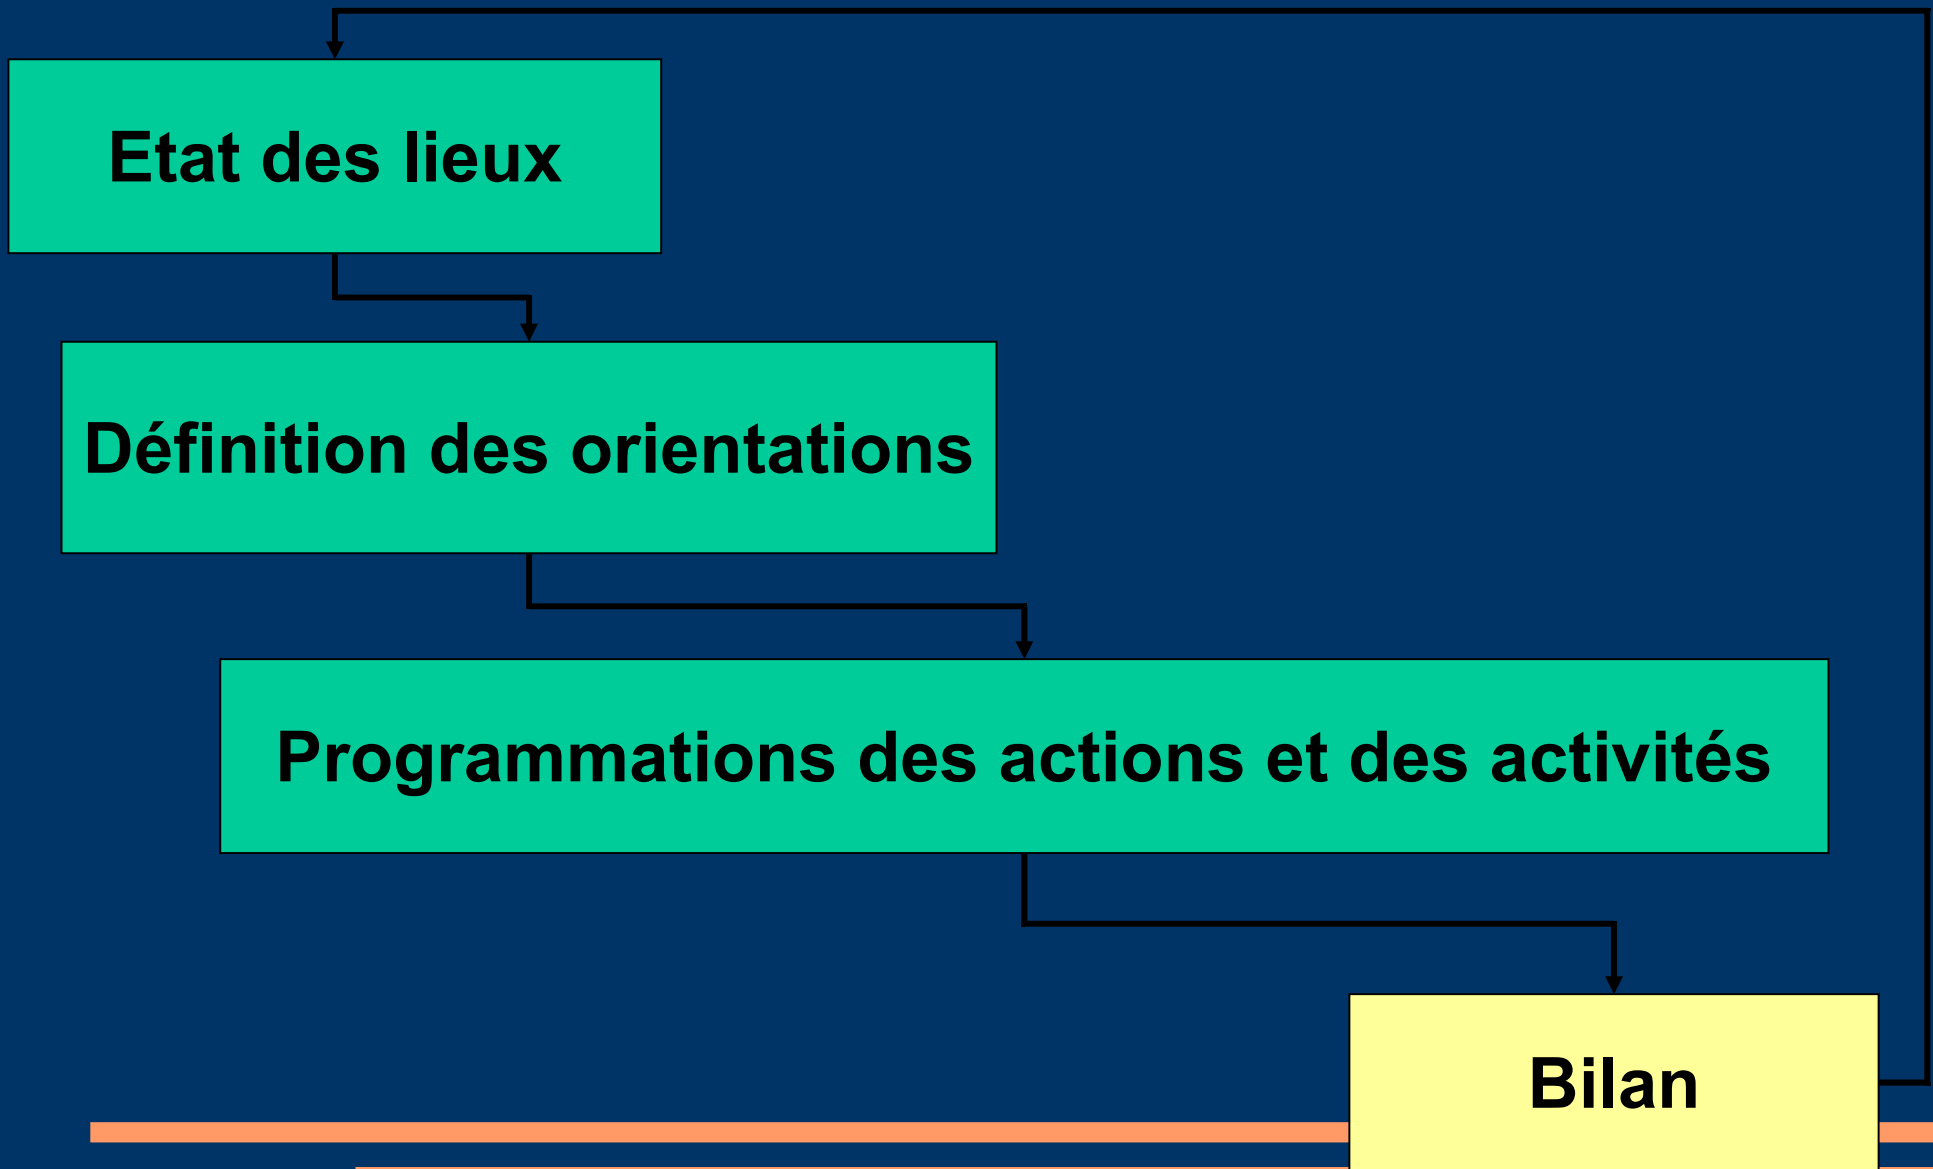 Etat des lieux
Définition des orientations
Programmations des actions et des activités
Bilan